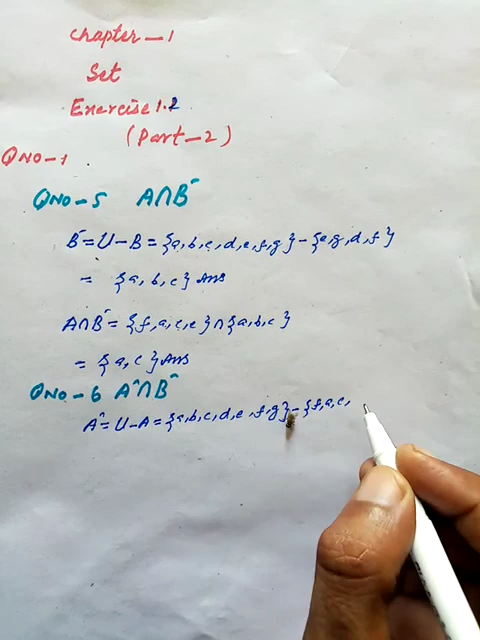 Chapter-1
Set
Exercise 1.2
(Part-2)
QNO-1
QNO-5 A∩B'
B' = U-B = {a,b,c,d,e,f,g} - {e,g,d,f}
= {a,b,c} Ans
A∩B' = {f,a,c,e} ∩ {a,b,c}
= {a,c} Ans
QNO-6 A'∩B'
A' = U-A = {a,b,c,d,e,f,g} - {f,a,c,